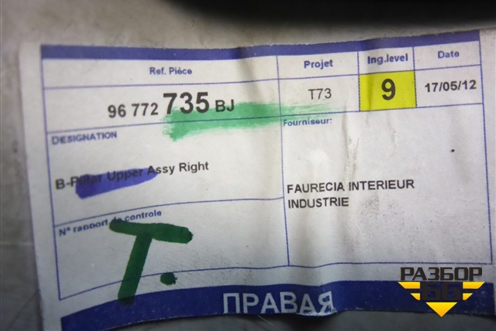 Ref. Pièce
Projet
Ing.level
Date
96 772 735 BJ
T73
9
17/05/12
DESIGNATION
Fournisseur:
B-Pillar Upper Assy Right
FAURECIA INTERIEUR
INDUSTRIE
N° rapport de controle
T.
ПРАВАЯ
РАЗБОР